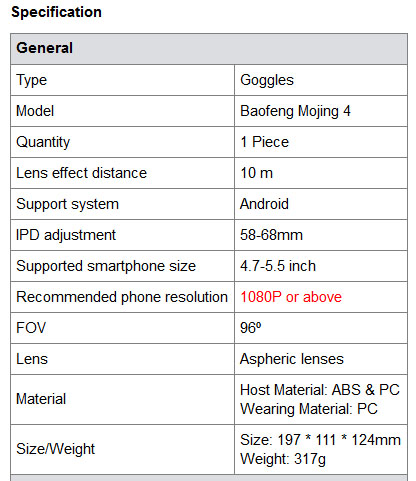 Specification
General
Type Goggles
Model Baofeng Mojing 4
Quantity 1 Piece
Lens effect distance 10 m
Support system Android
IPD adjustment 58-68mm
Supported smartphone size 4.7-5.5 inch
Recommended phone resolution 1080P or above
FOV 96º
Lens Aspheric lenses
Material Host Material: ABS & PC
Wearing Material: PC
Size/Weight Size: 197 * 111 * 124mm
Weight: 317g